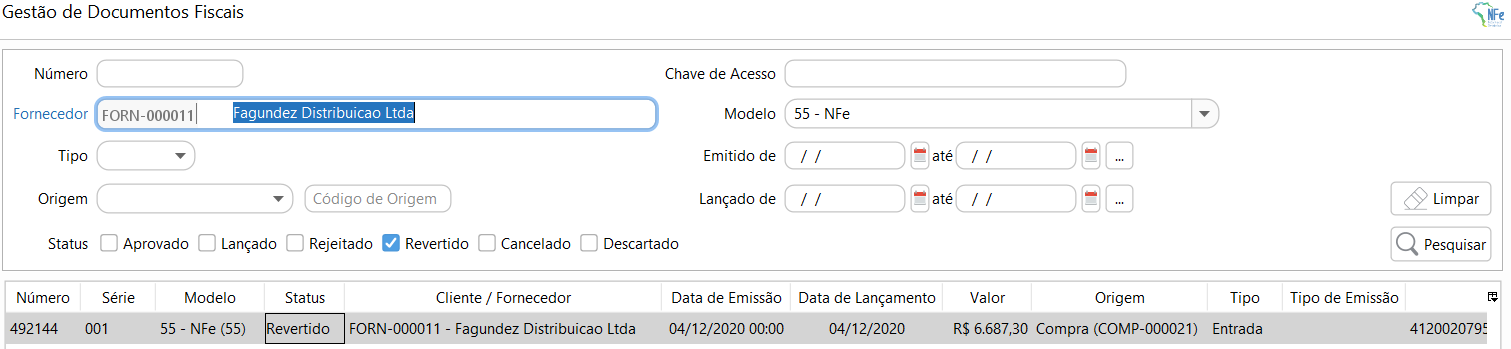 Gestão de Documentos Fiscais
NFe
Número
Chave de Acesso
Fornecedor FORN-000011 Fagundez Distribuicao Ltda
Modelo 55 - NFe
Tipo
Emitido de / / até / / ...
Origem Código de Origem
Lançado de / / até / / ...
Limpar
Status Aprovado Lançado Rejeitado Revertido Cancelado Descartado
Pesquisar
Número Série Modelo Status Cliente / Fornecedor Data de Emissão Data de Lançamento Valor Origem Tipo Tipo de Emissão
492144 001 55 - NFe (55) Revertido FORN-000011 - Fagundez Distribuicao Ltda 04/12/2020 00:00 04/12/2020 R$ 6.687,30 Compra (COMP-000021) Entrada 4120020795